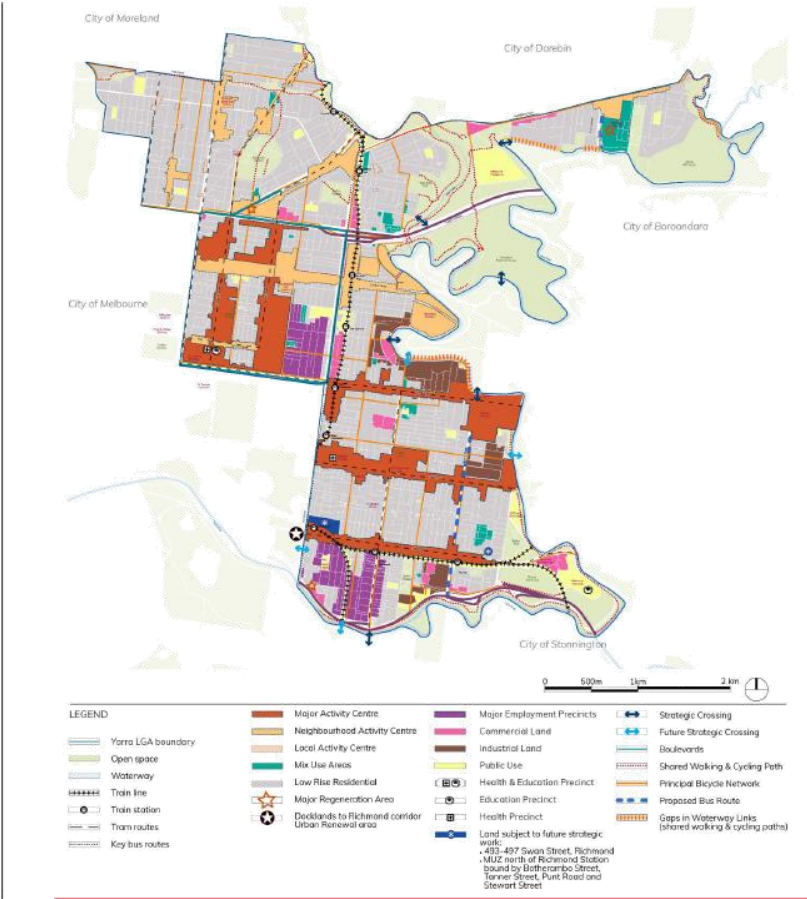 City of Moreland
City of Darebin
City of Boroondara
City of Melbourne
City of Stonnington
0 500m 1km 2 km
LEGEND
Yarra LGA boundary
Open space
Waterway
Train line
Train station
Tram routes
Key bus routes
Major Activity Centre
Neighbourhood Activity Centre
Local Activity Centre
Mix Use Areas
Low Rise Residential
Major Regeneration Area
Docklands to Richmond corridor
Urban Renewal area
Major Employment Precincts
Commercial Land
Industrial Land
Public Use
Health & Education Precinct
Education Precinct
Health Precinct
Land subject to future strategic
work:
. 493-497 Swan Street, Richmond
. MUZ north of Richmond Station
bound by Botherambo Street,
Tanner Street, Punt Road and
Stewart Street
Strategic Crossing
Future Strategic Crossing
Boulevards
Shared Walking & Cycling Path
Principal Bicycle Network
Proposed Bus Route
Gaps in Waterway Links
(shared walking & cycling paths)